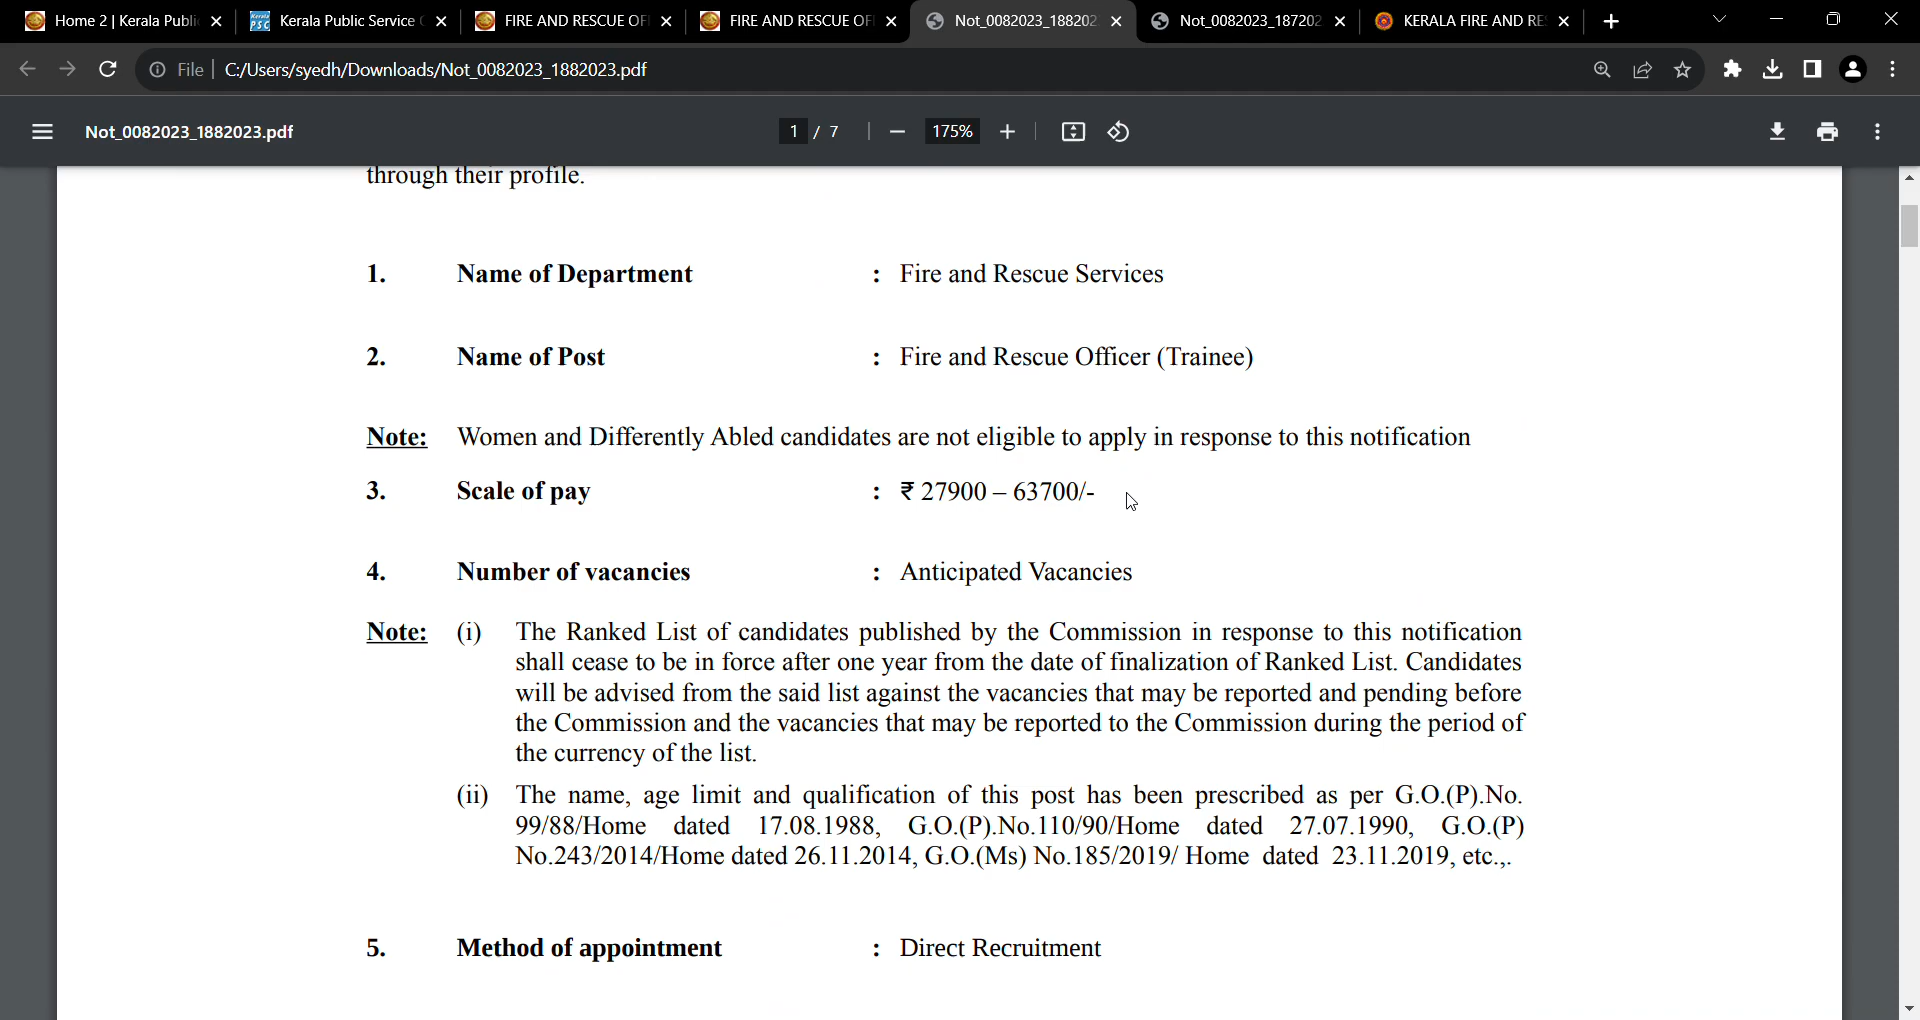 Home 2 | Kerala Publi
Kerala Public Service C
FIRE AND RESCUE OFF
FIRE AND RESCUE OFF
Not_0082023_188202
Not_0082023_187202
KERALA FIRE AND RES
File
C:/Users/syedh/Downloads/Not_0082023_1882023.pdf
Not_0082023_1882023.pdf
1 / 7
175%
through their profile.
1. Name of Department : Fire and Rescue Services
2. Name of Post : Fire and Rescue Officer (Trainee)
Note: Women and Differently Abled candidates are not eligible to apply in response to this notification
3. Scale of pay : ₹ 27900 – 63700/-
4. Number of vacancies : Anticipated Vacancies
Note: (i) The Ranked List of candidates published by the Commission in response to this notification
shall cease to be in force after one year from the date of finalization of Ranked List. Candidates
will be advised from the said list against the vacancies that may be reported and pending before
the Commission and the vacancies that may be reported to the Commission during the period of
the currency of the list.
(ii) The name, age limit and qualification of this post has been prescribed as per G.O.(P).No.
99/88/Home dated 17.08.1988, G.O.(P).No.110/90/Home dated 27.07.1990, G.O.(P)
No.243/2014/Home dated 26.11.2014, G.O.(Ms) No.185/2019/ Home dated 23.11.2019, etc.,.
5. Method of appointment : Direct Recruitment